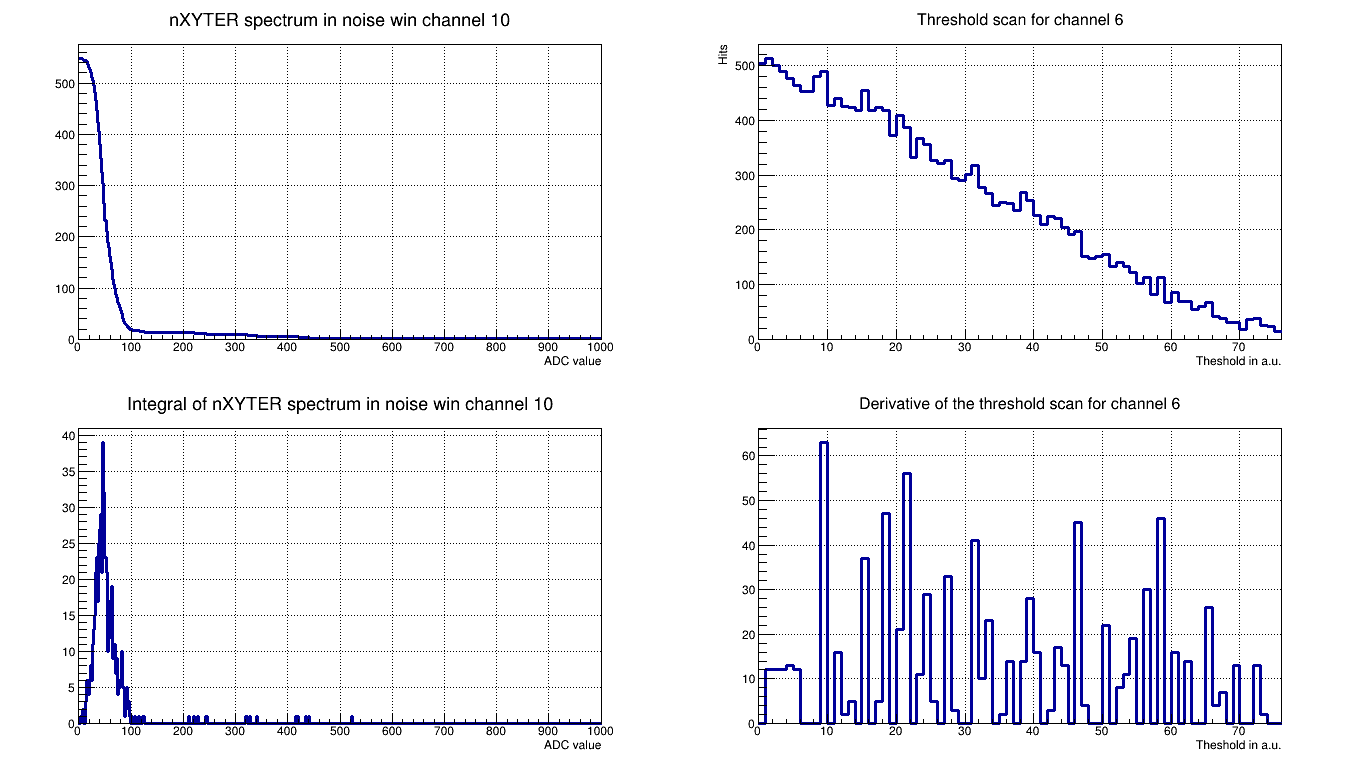 nXYTER spectrum in noise win channel 10
500
400
300
200
100
0
0 100 200 300 400 500 600 700 800 900 1000
ADC value
Threshold scan for channel 6
Hits
500
400
300
200
100
0
0 10 20 30 40 50 60 70
Theshold in a.u.
Integral of nXYTER spectrum in noise win channel 10
40
35
30
25
20
15
10
5
0
0 100 200 300 400 500 600 700 800 900 1000
ADC value
Derivative of the threshold scan for channel 6
60
50
40
30
20
10
0
0 10 20 30 40 50 60 70
Theshold in a.u.